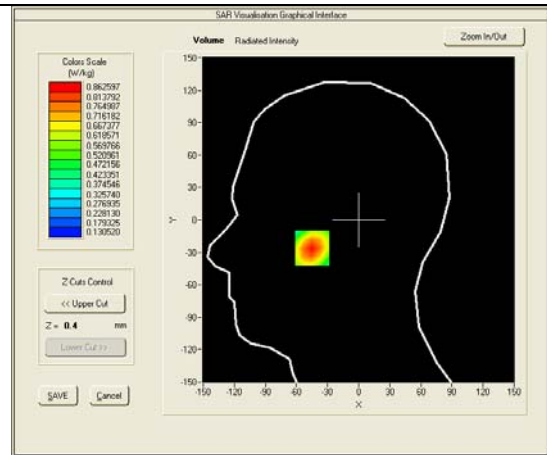 SAR Visualisation Graphical Interface
Volume Radiated Intensity
Zoom In/Out
Colors Scale
(W/kg)
0.862597
0.813792
0.764987
0.716182
0.667377
0.618571
0.569766
0.520961
0.472156
0.423351
0.374546
0.325740
0.276935
0.228130
0.179325
0.130520
Z Cuts Control
<< Upper Cut
Z = 0.4 mm
Lower Cut >>
SAVE Cancel
150
120
90
60
30
0
-30
-60
-90
-120
-150
Y
-150 -120 -90 -60 -30 0 30 60 90 120 150
X